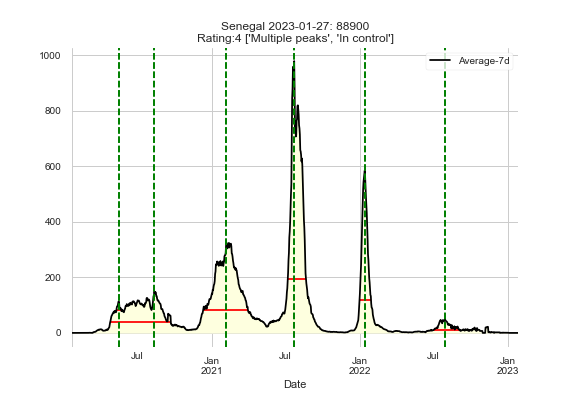 Senegal 2023-01-27: 88900
Rating:4 ['Multiple peaks', 'In control']
Average-7d
1000
800
600
400
200
0
Jul
Jan
2021
Jul
Jan
2022
Jul
Jan
2023
Date